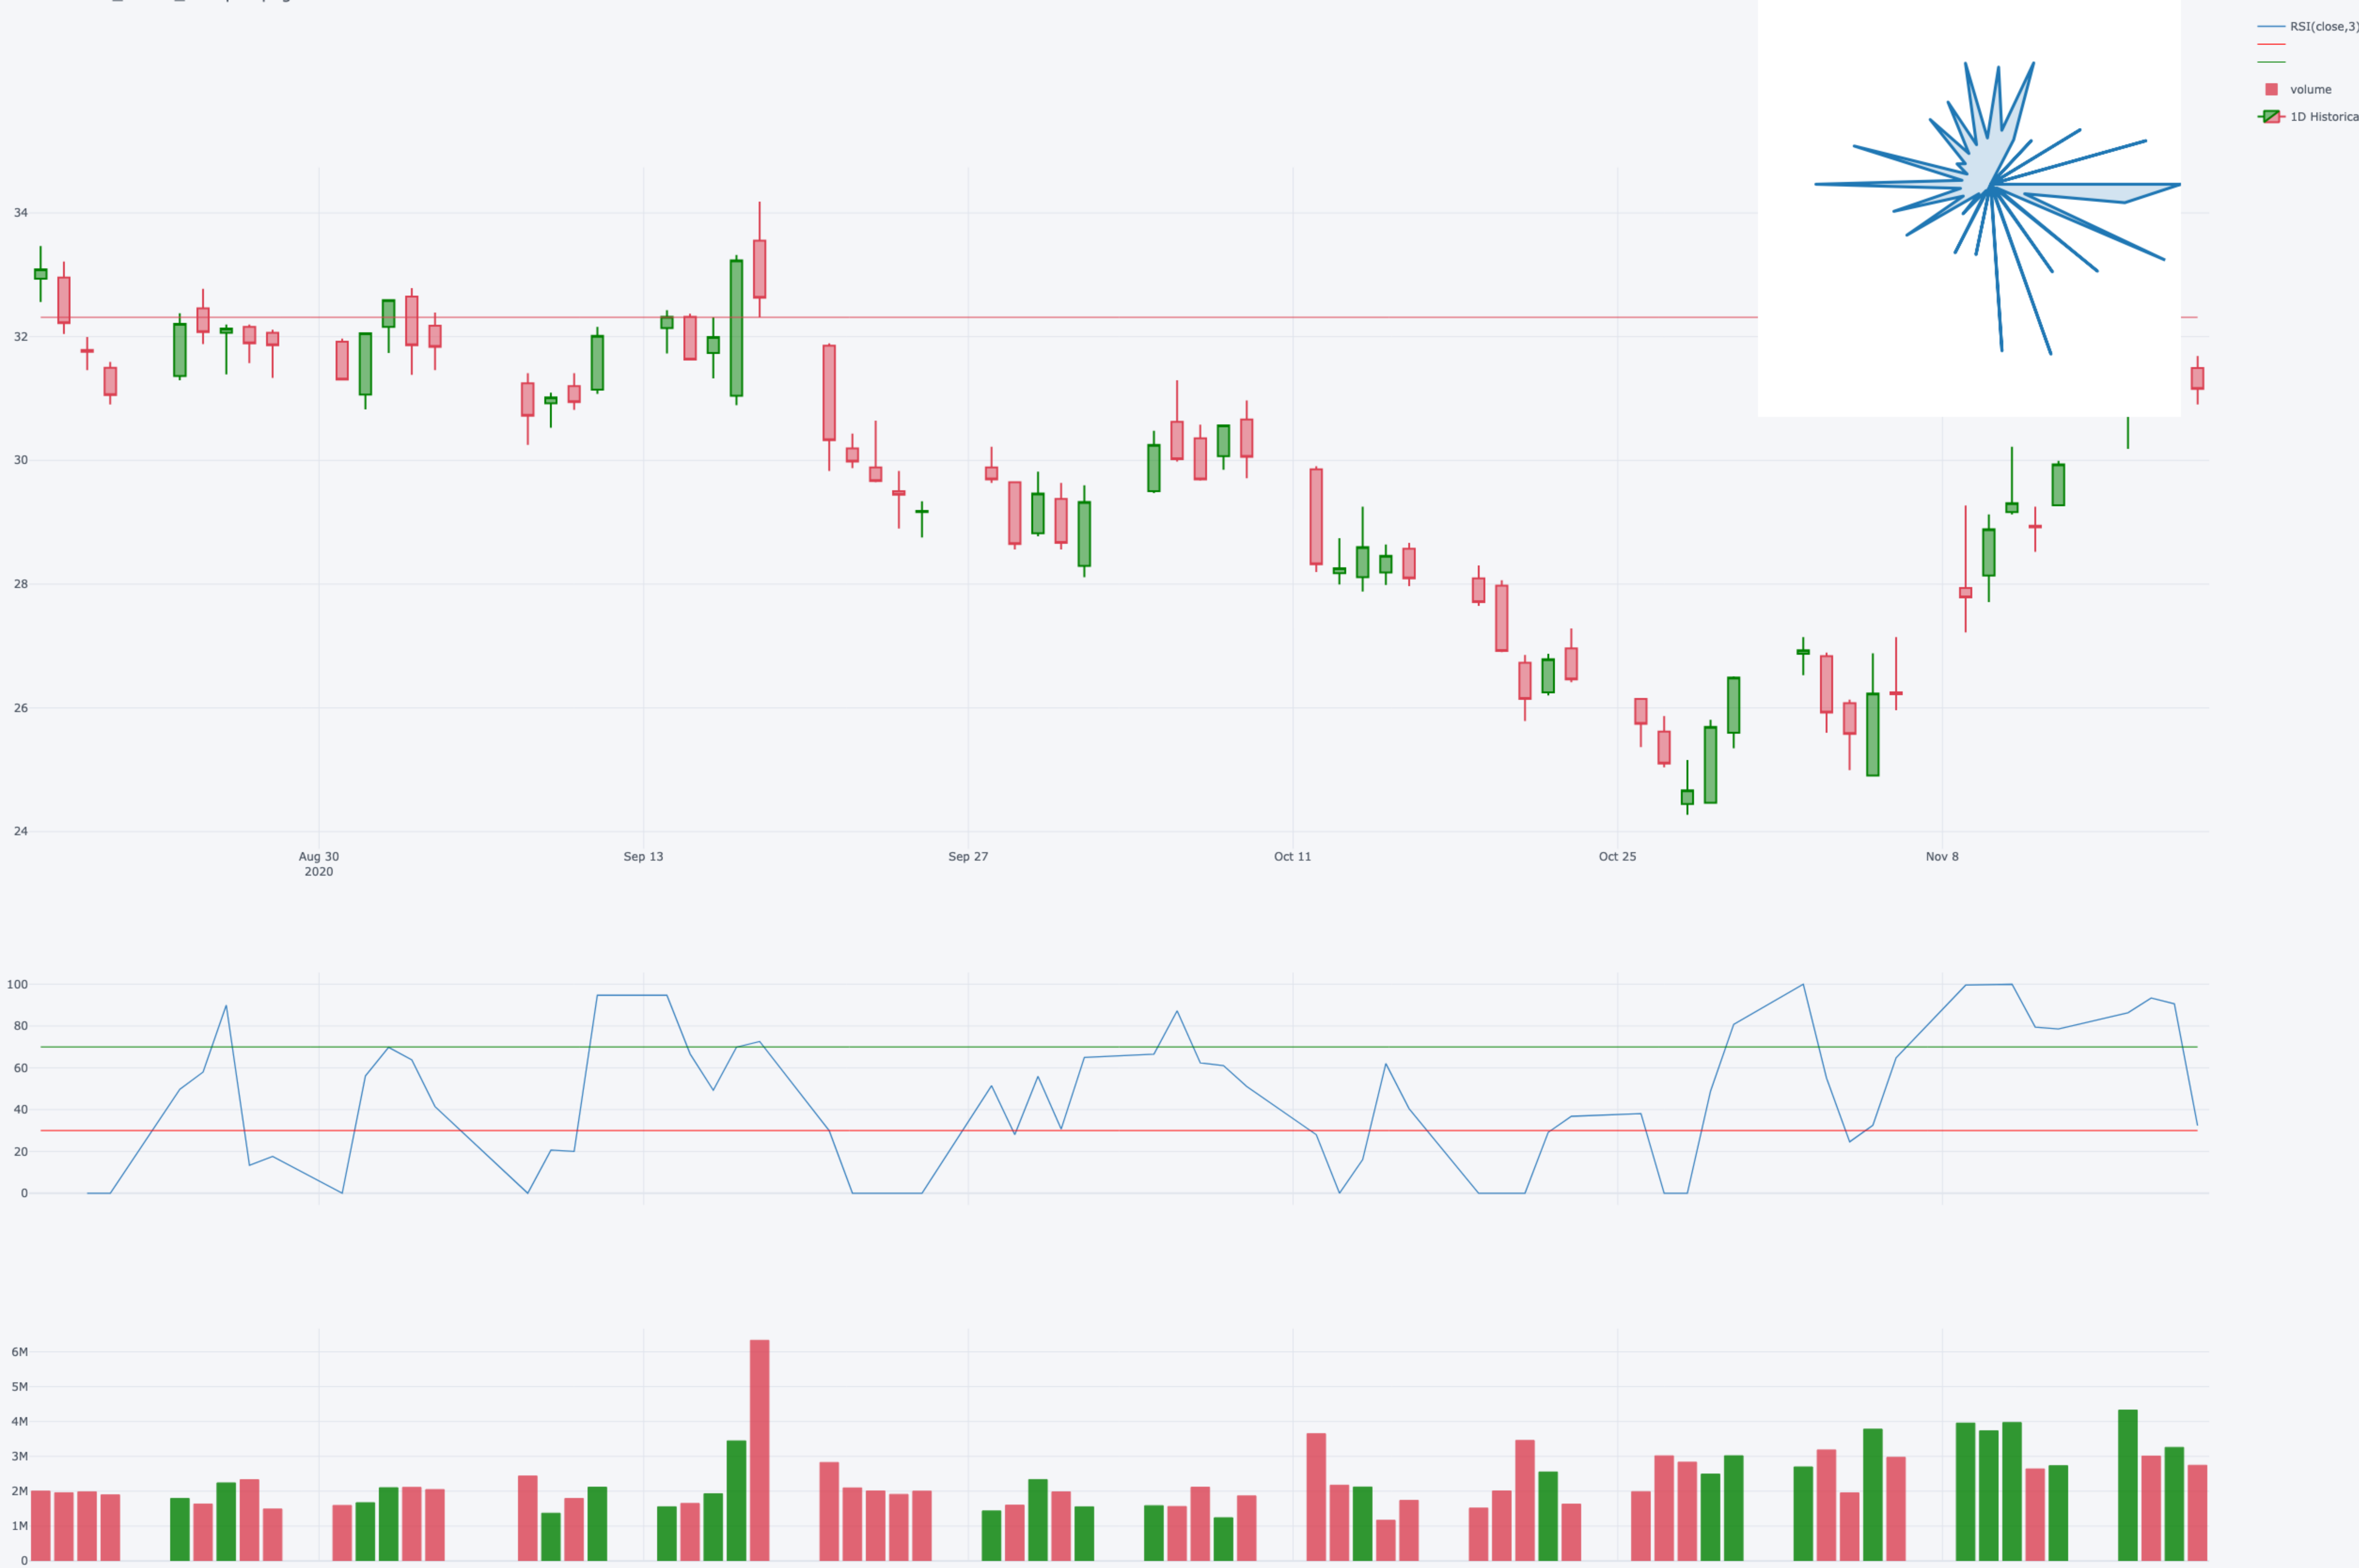 RSI(close,3)
volume
1D Historica
34
32
30
28
26
24
Aug 30
2020
Sep 13
Sep 27
Oct 11
Oct 25
Nov 8
100
80
60
40
20
0
6M
5M
4M
3M
2M
1M
0